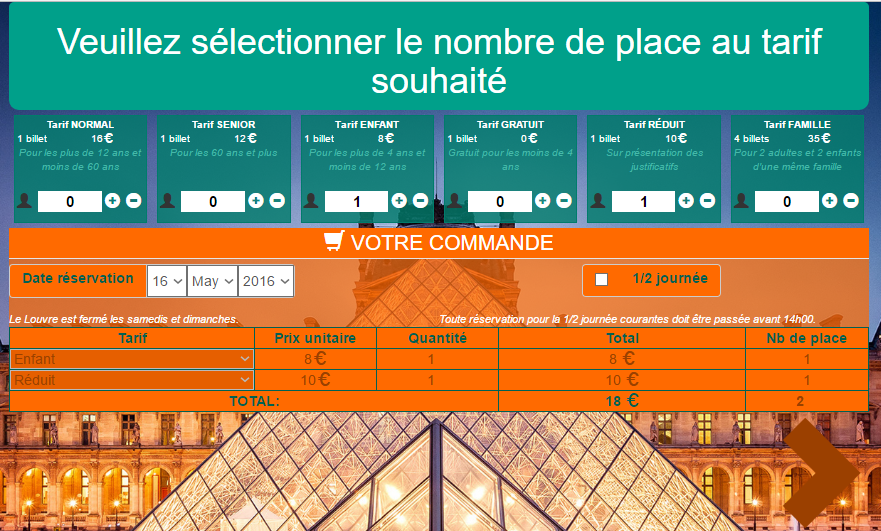 Veuillez sélectionner le nombre de place au tarif
souhaité
Tarif NORMAL
1 billet 16€
Pour les plus de 12 ans et
moins de 60 ans
0
Tarif SENIOR
1 billet 12€
Pour les 60 ans et plus
0
Tarif ENFANT
1 billet 8€
Pour les plus de 4 ans et
moins de 12 ans
1
Tarif GRATUIT
1 billet 0€
Gratuit pour les moins de 4
ans
0
Tarif RÉDUIT
1 billet 10€
Sur présentation des
justificatifs
1
Tarif FAMILLE
4 billets 35€
Pour 2 adultes et 2 enfants
d'une même famille
0
VOTRE COMMANDE
Date réservation 16 May 2016 1/2 journée
Le Louvre est fermé les samedis et dimanches. Toute réservation pour la 1/2 journée courantes doit être passée avant 14h00.
Tarif Prix unitaire Quantité Total Nb de place
Enfant 8€ 1 8 € 1
Réduit 10€ 1 10 € 1
TOTAL: 18 € 2